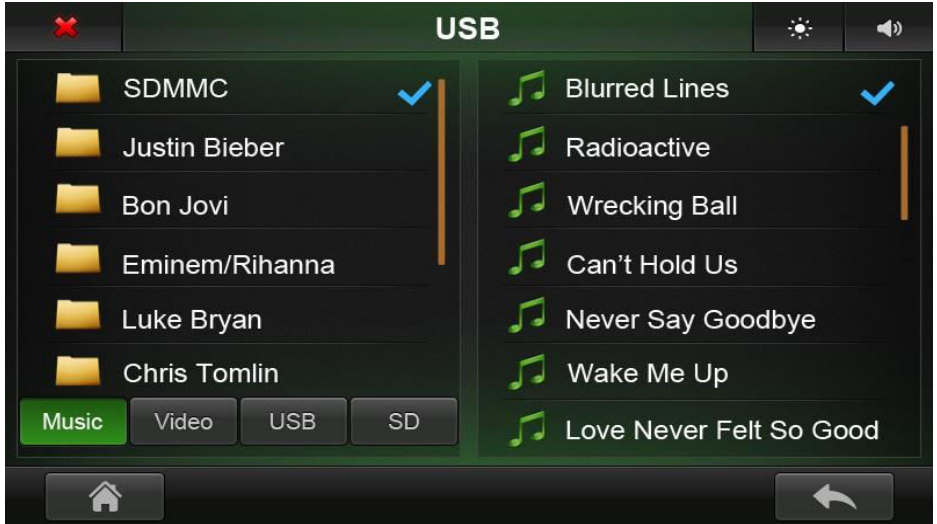 USB
SDMMC
Justin Bieber
Bon Jovi
Eminem/Rihanna
Luke Bryan
Chris Tomlin
Music Video USB SD
Blurred Lines
Radioactive
Wrecking Ball
Can't Hold Us
Never Say Goodbye
Wake Me Up
Love Never Felt So Good